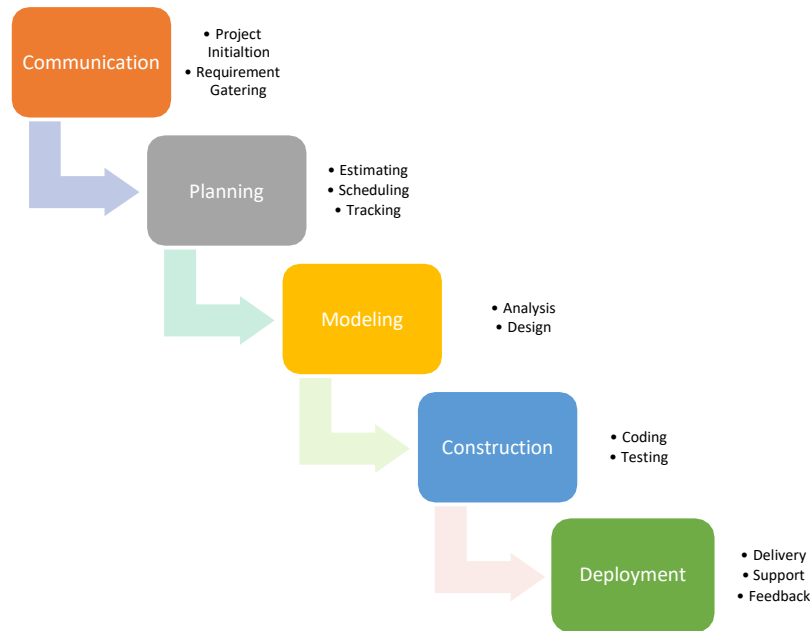 Communication
• Project
Initialtion
• Requirement
Gatering
Planning
• Estimating
• Scheduling
• Tracking
Modeling
• Analysis
• Design
Construction
• Coding
• Testing
Deployment
• Delivery
• Support
• Feedback